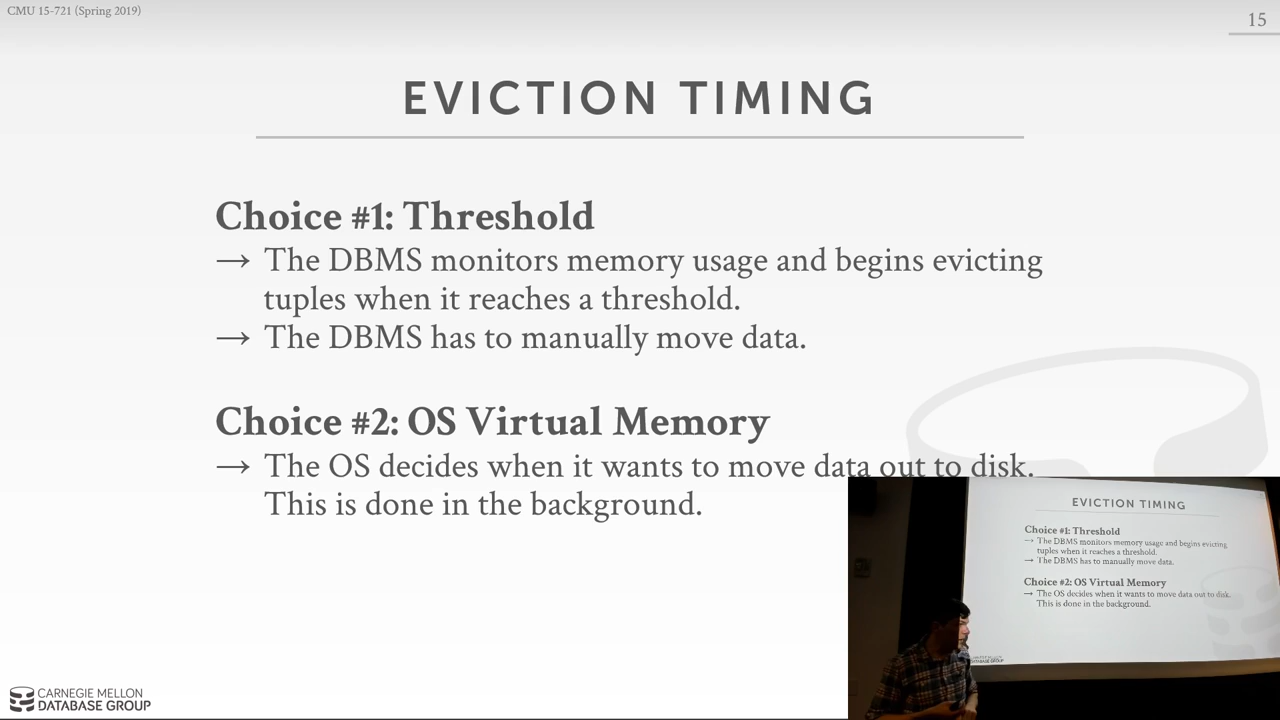 CMU 15-721 (Spring 2019)
15
EVICTION TIMING
Choice #1: Threshold
→ The DBMS monitors memory usage and begins evicting
tuples when it reaches a threshold.
→ The DBMS has to manually move data.
Choice #2: OS Virtual Memory
→ The OS decides when it wants to move data out to disk.
This is done in the background.
EVICTION TIMING
Choice #1: Threshold
→ The DBMS monitors memory usage and begins evicting
tuples when it reaches a threshold.
→ The DBMS has to manually move data.
Choice #2: OS Virtual Memory
→ The OS decides when it wants to move data out to disk.
This is done in the background.
CARNEGIE MELLON
DATABASE GROUP
CARNEGIE MELLON
DATABASE GROUP